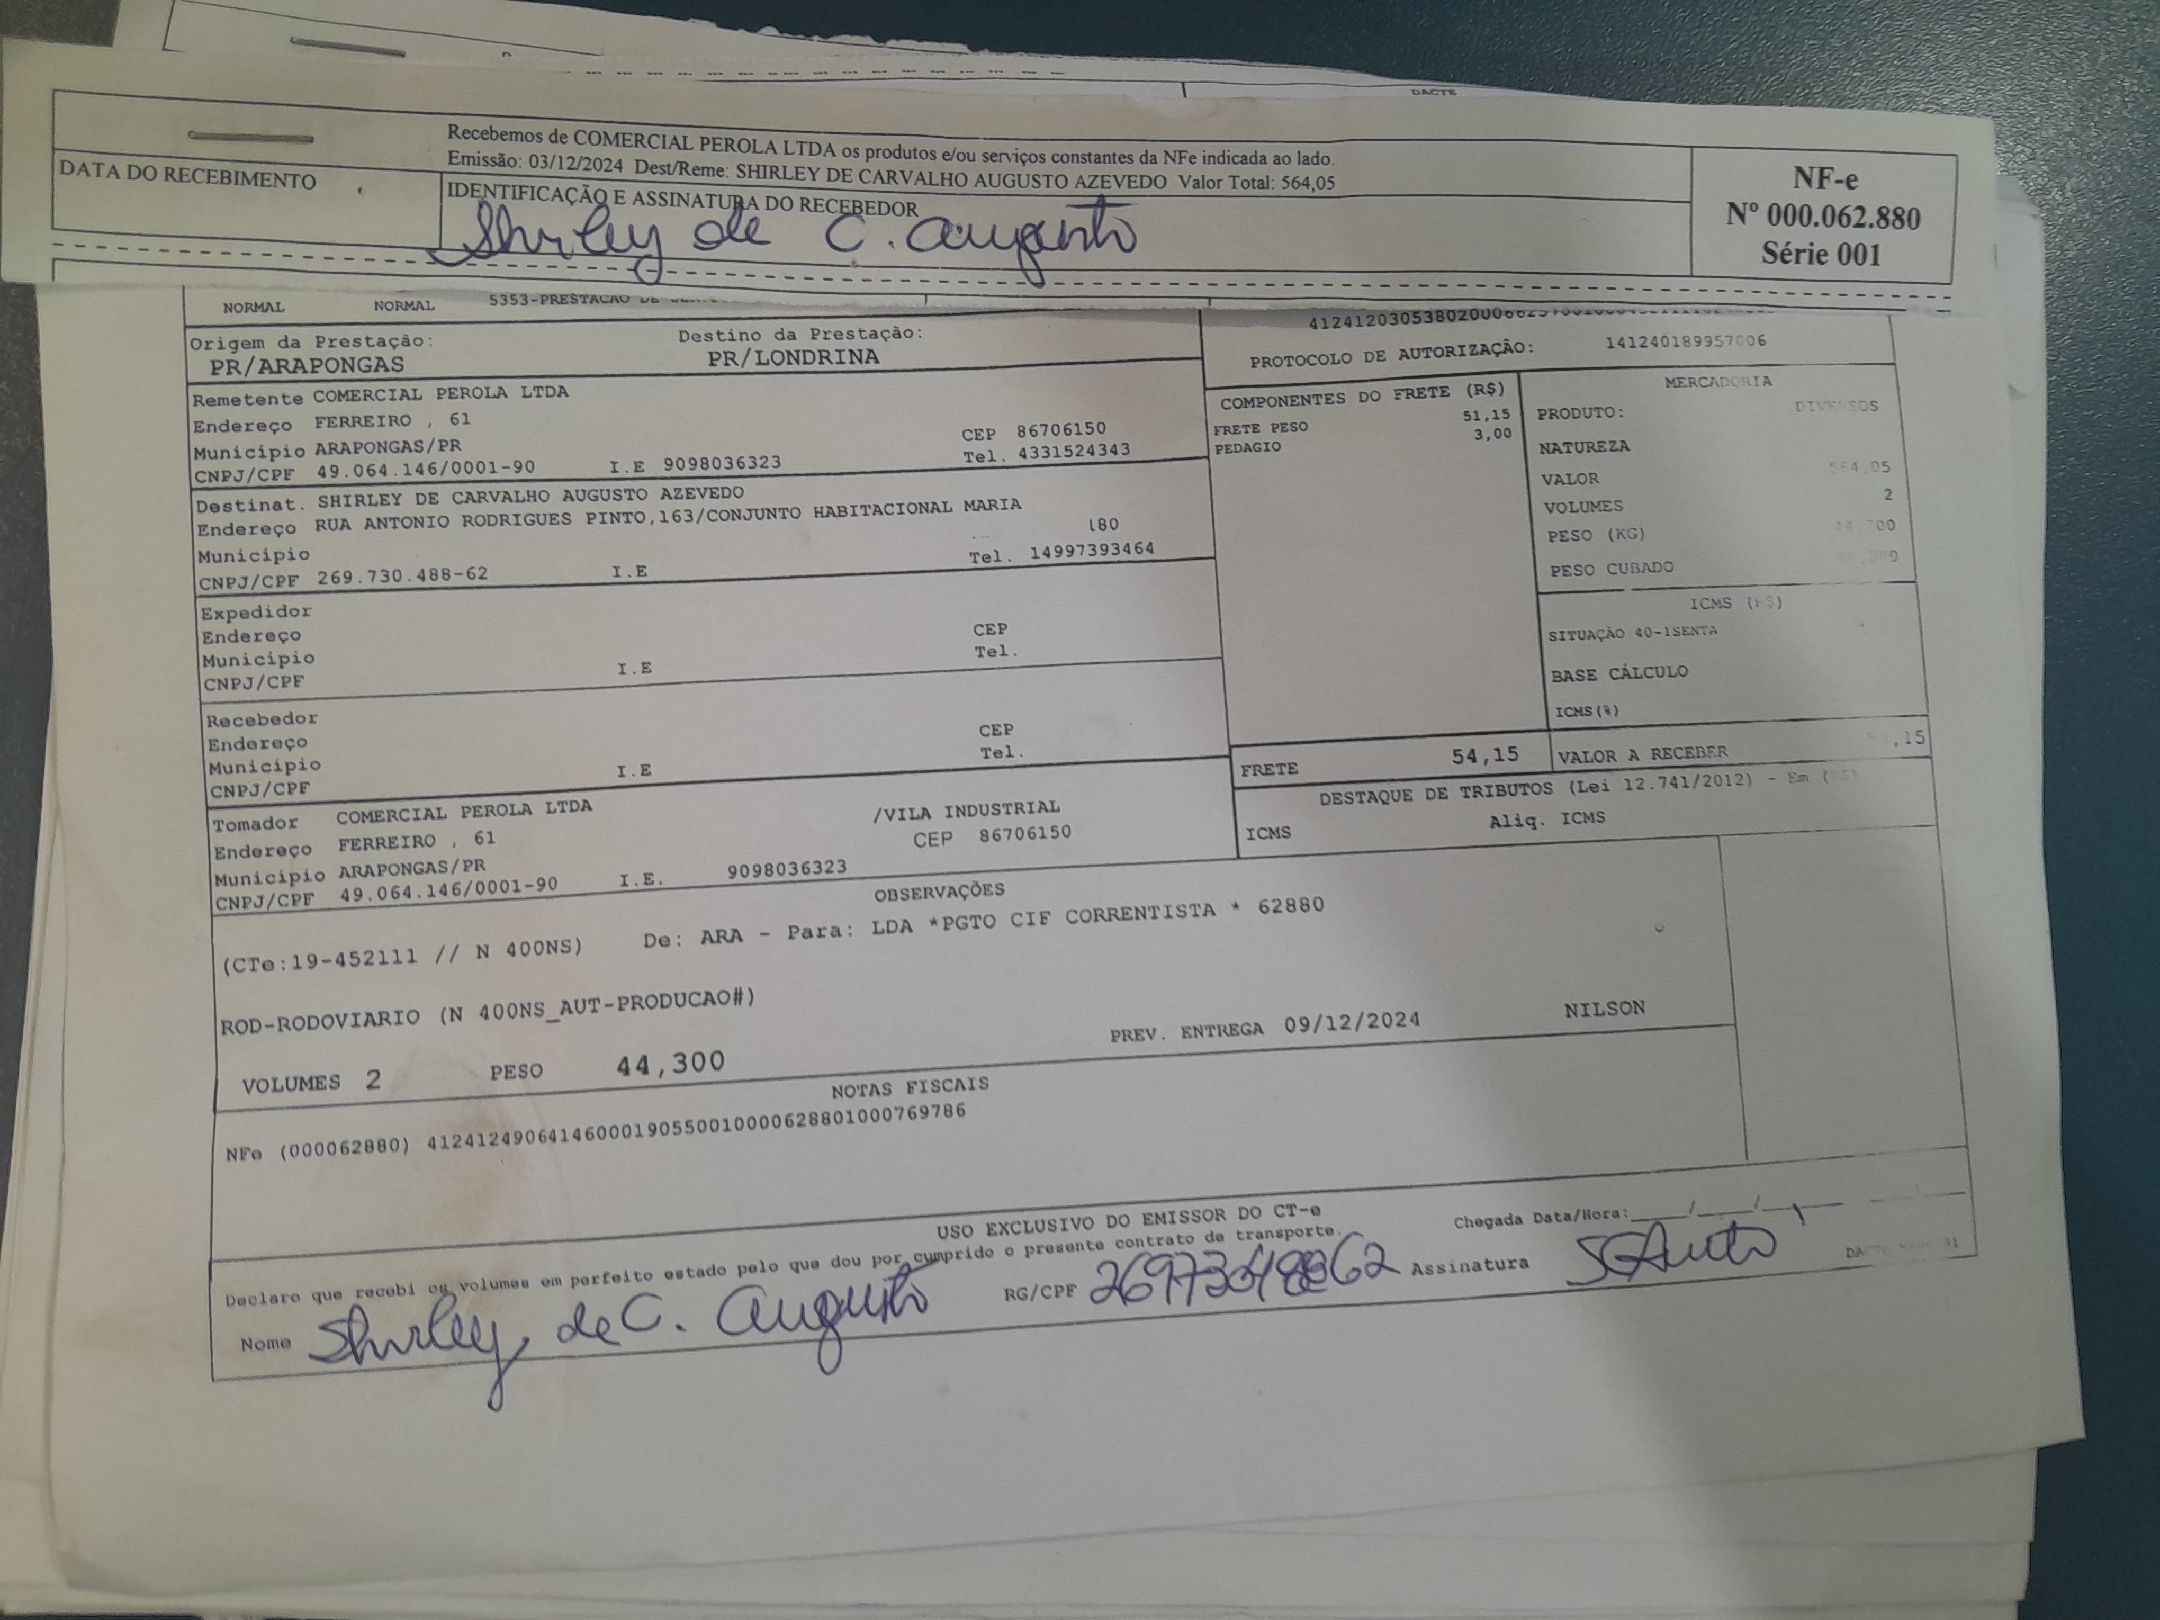 DACTE
Recebemos de COMERCIAL PEROLA LTDA os produtos e/ou serviços constantes da NFe indicada ao lado.
Emissão: 03/12/2024 Dest/Reme: SHIRLEY DE CARVALHO AUGUSTO AZEVEDO Valor Total: 564,05
DATA DO RECEBIMENTO
IDENTIFICAÇÃO E ASSINATURA DO RECEBEDOR
Shirley de C. Augusto
NF-e
Nº 000.062.880
Série 001
NORMAL NORMAL 5353-PRESTACAO DE
Origem da Prestação: Destino da Prestação:
PR/ARAPONGAS PR/LONDRINA
PROTOCOLO DE AUTORIZAÇÃO: 141240189957006
Remetente COMERCIAL PEROLA LTDA
Endereço FERREIRO , 61
Município ARAPONGAS/PR CEP 86706150
CNPJ/CPF 49.064.146/0001-90 I.E 9098036323 Tel. 4331524343
Destinat. SHIRLEY DE CARVALHO AUGUSTO AZEVEDO
Endereço RUA ANTONIO RODRIGUES PINTO,163/CONJUNTO HABITACIONAL MARIA
Município 180
CNPJ/CPF 269.730.488-62 I.E Tel. 14997393464
Expedidor
Endereço
Município CEP
CNPJ/CPF I.E Tel.
Recebedor
Endereço
Município CEP
CNPJ/CPF I.E Tel.
Tomador COMERCIAL PEROLA LTDA /VILA INDUSTRIAL
Endereço FERREIRO , 61 CEP 86706150
Município ARAPONGAS/PR
CNPJ/CPF 49.064.146/0001-90 I.E. 9098036323
COMPONENTES DO FRETE (R$)
FRETE PESO 51,15
PEDAGIO 3,00
MERCADORIA
PRODUTO: DIVERSOS
NATUREZA
VALOR 564,05
VOLUMES 2
PESO (KG)
PESO CUBADO
ICMS (R$)
SITUAÇÃO 40-ISENTA
BASE CÁLCULO
ICMS(%)
FRETE 54,15 VALOR A RECEBER ,15
DESTAQUE DE TRIBUTOS (Lei 12.741/2012) - Em (R$)
ICMS Aliq. ICMS
OBSERVAÇÕES
(CTe:19-452111 // N 400NS) De: ARA - Para: LDA *PGTO CIF CORRENTISTA * 62880
ROD-RODOVIARIO (N 400NS_AUT-PRODUCAO#)
VOLUMES 2 PESO 44,300 PREV. ENTREGA 09/12/2024 NILSON
NOTAS FISCAIS
NFe (000062880) 41241249064146000190550010000628801000769786
USO EXCLUSIVO DO EMISSOR DO CT-e
Declaro que recebi os volumes em perfeito estado pelo que dou por cumprido o presente contrato de transporte. Chegada Data/Hora:
Nome Shirley de C. Augusto RG/CPF Assinatura